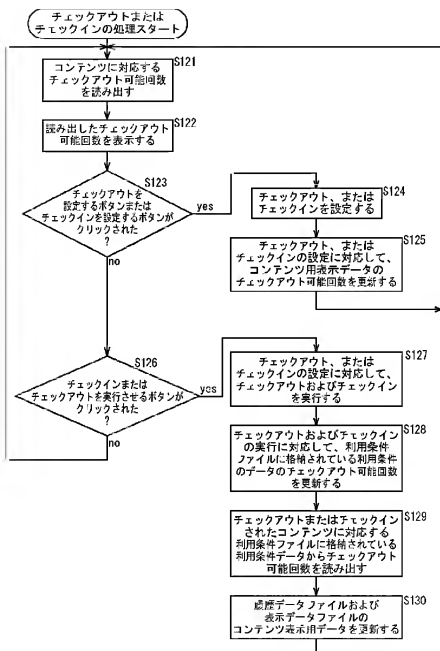 チェックアウトまたは
チェックインの処理スタート
S121
コンテンツに対応する
チェックアウト可能回数
を読み出す
S122
読み出したチェックアウト
可能回数を表示する
S123
チェックアウトを
設定するボタンまたは
チェックインを設定するボタンが
クリックされた
?
yes
no
S124
チェックアウト、または
チェックインを設定する
S125
チェックアウト、または
チェックインの設定に対応して、
コンテンツ用表示データの
チェックアウト可能回数を更新する
S126
チェックインまたは
チェックアウトを実行させるボタンが
クリックされた
?
yes
no
S127
チェックアウト、または
チェックインの設定に対応して、
チェックアウトおよびチェックイン
を実行する
S128
チェックアウトおよびチェックイン
の実行に対応して、利用条件
ファイルに格納されている利用条件
のデータのチェックアウト可能回数
を更新する
S129
チェックアウトまたはチェックイン
されたコンテンツに対応する
利用条件ファイルに格納されている
利用条件データからチェックアウト
可能回数を読み出す
S130
履歴データファイルおよび
表示データファイルの
コンテンツ表示用データを更新する